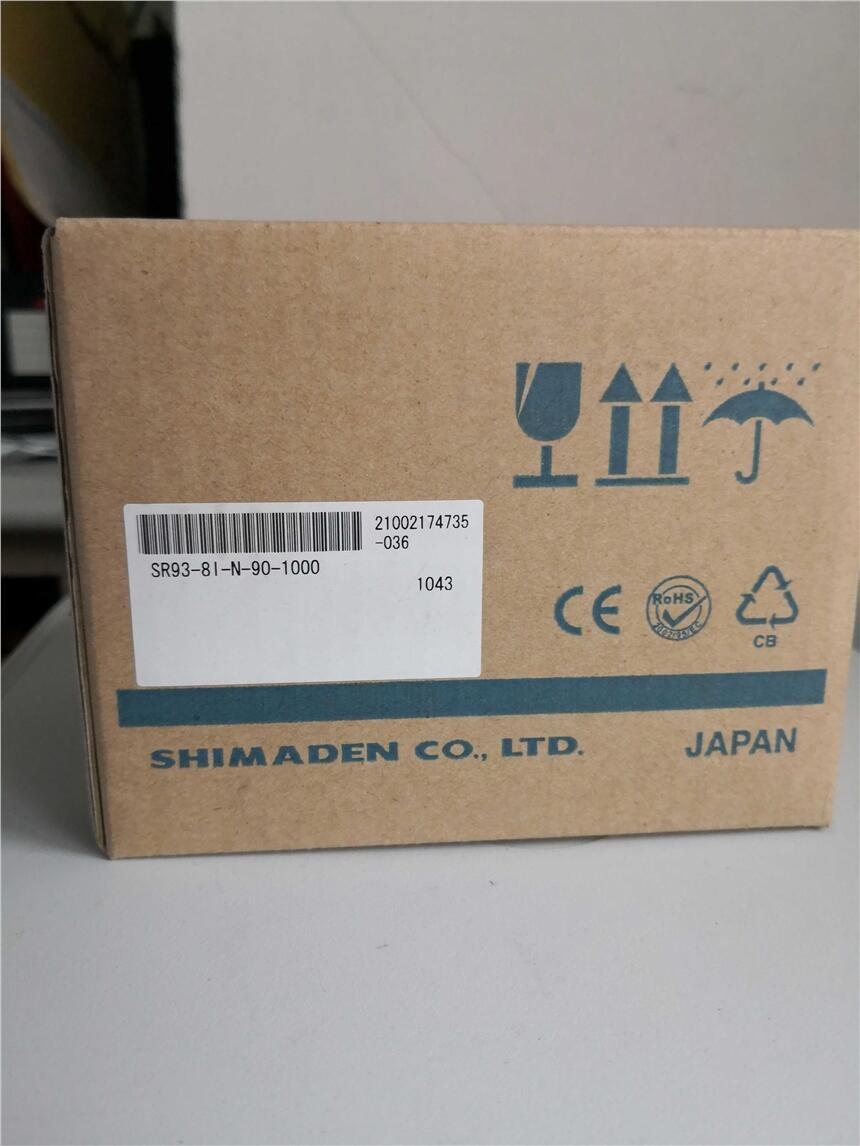 21002174735
-036
SR93-8I-N-90-1000
1043
CE
RoHS
CB
SHIMADEN CO., LTD.
JAPAN